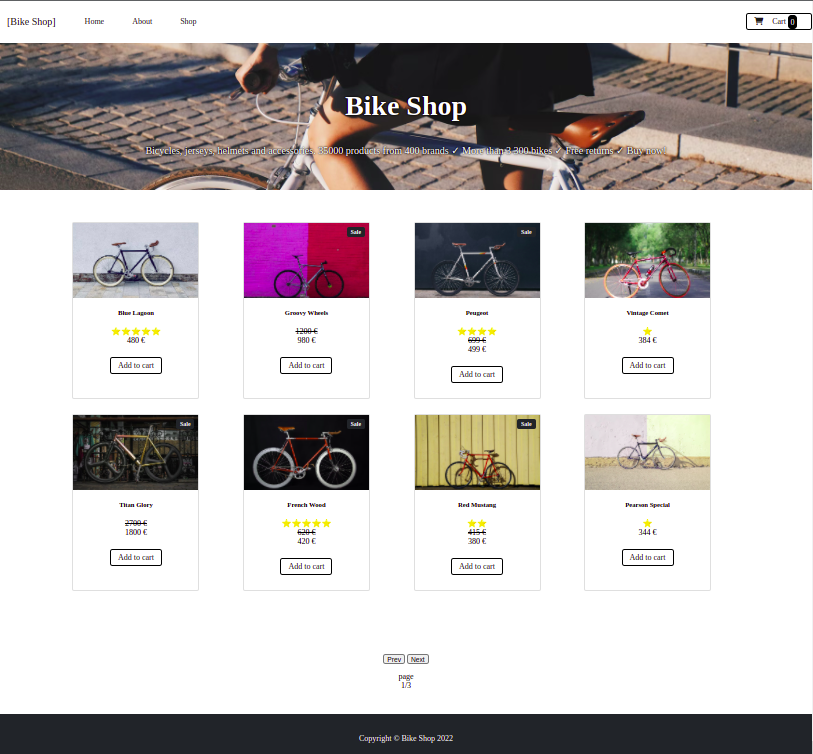 [Bike Shop] Home About Shop Cart 0
Bike Shop
Bicycles, jerseys, helmets and accessories, 35000 products from 400 brands ✓ More than 3,300 bikes ✓ Free returns ✓ Buy now!
Blue Lagoon
480 €
Add to cart
Sale
Groovy Wheels
1200 €
980 €
Add to cart
Sale
Peugeot
699 €
499 €
Add to cart
Vintage Comet
384 €
Add to cart
Sale
Titan Glory
2700 €
1800 €
Add to cart
Sale
French Wood
620 €
420 €
Add to cart
Sale
Red Mustang
415 €
380 €
Add to cart
Pearson Special
344 €
Add to cart
Prev Next
page
1/3
Copyright © Bike Shop 2022